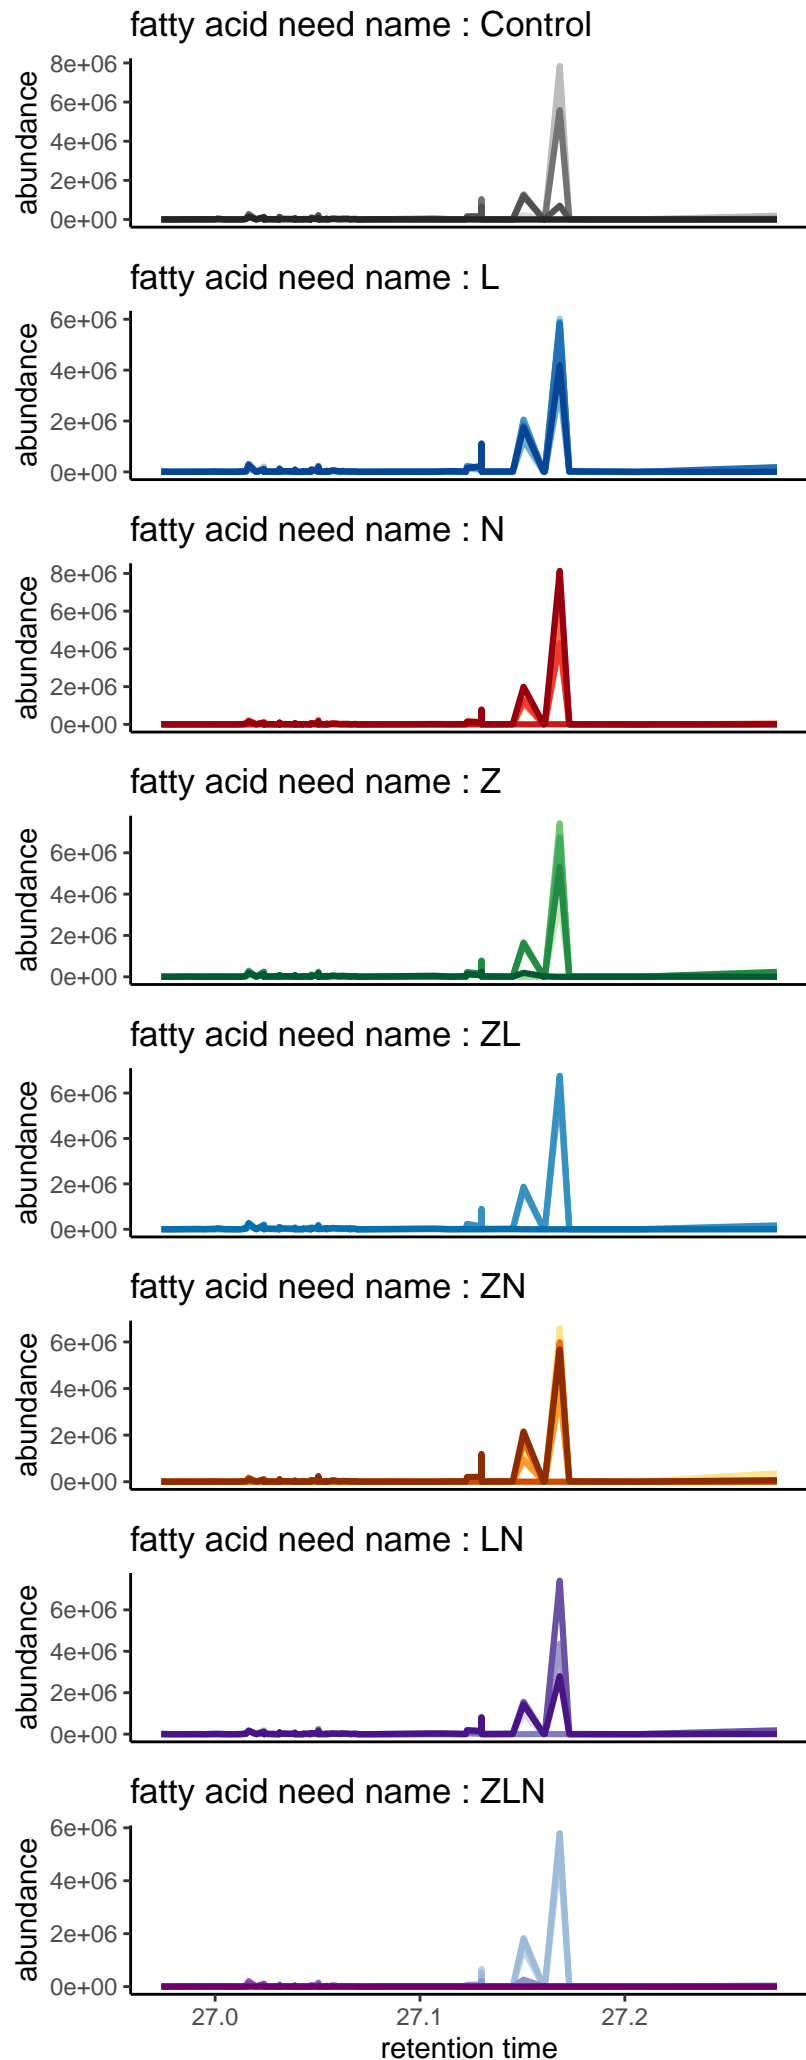 fatty acid need name : Control
abundance
8e+06
6e+06
4e+06
2e+06
0e+00
fatty acid need name : L
abundance
6e+06
4e+06
2e+06
0e+00
fatty acid need name : N
abundance
8e+06
6e+06
4e+06
2e+06
0e+00
fatty acid need name : Z
abundance
6e+06
4e+06
2e+06
0e+00
fatty acid need name : ZL
abundance
6e+06
4e+06
2e+06
0e+00
fatty acid need name : ZN
abundance
6e+06
4e+06
2e+06
0e+00
fatty acid need name : LN
abundance
6e+06
4e+06
2e+06
0e+00
fatty acid need name : ZLN
abundance
6e+06
4e+06
2e+06
0e+00
27.0 27.1 27.2
retention time